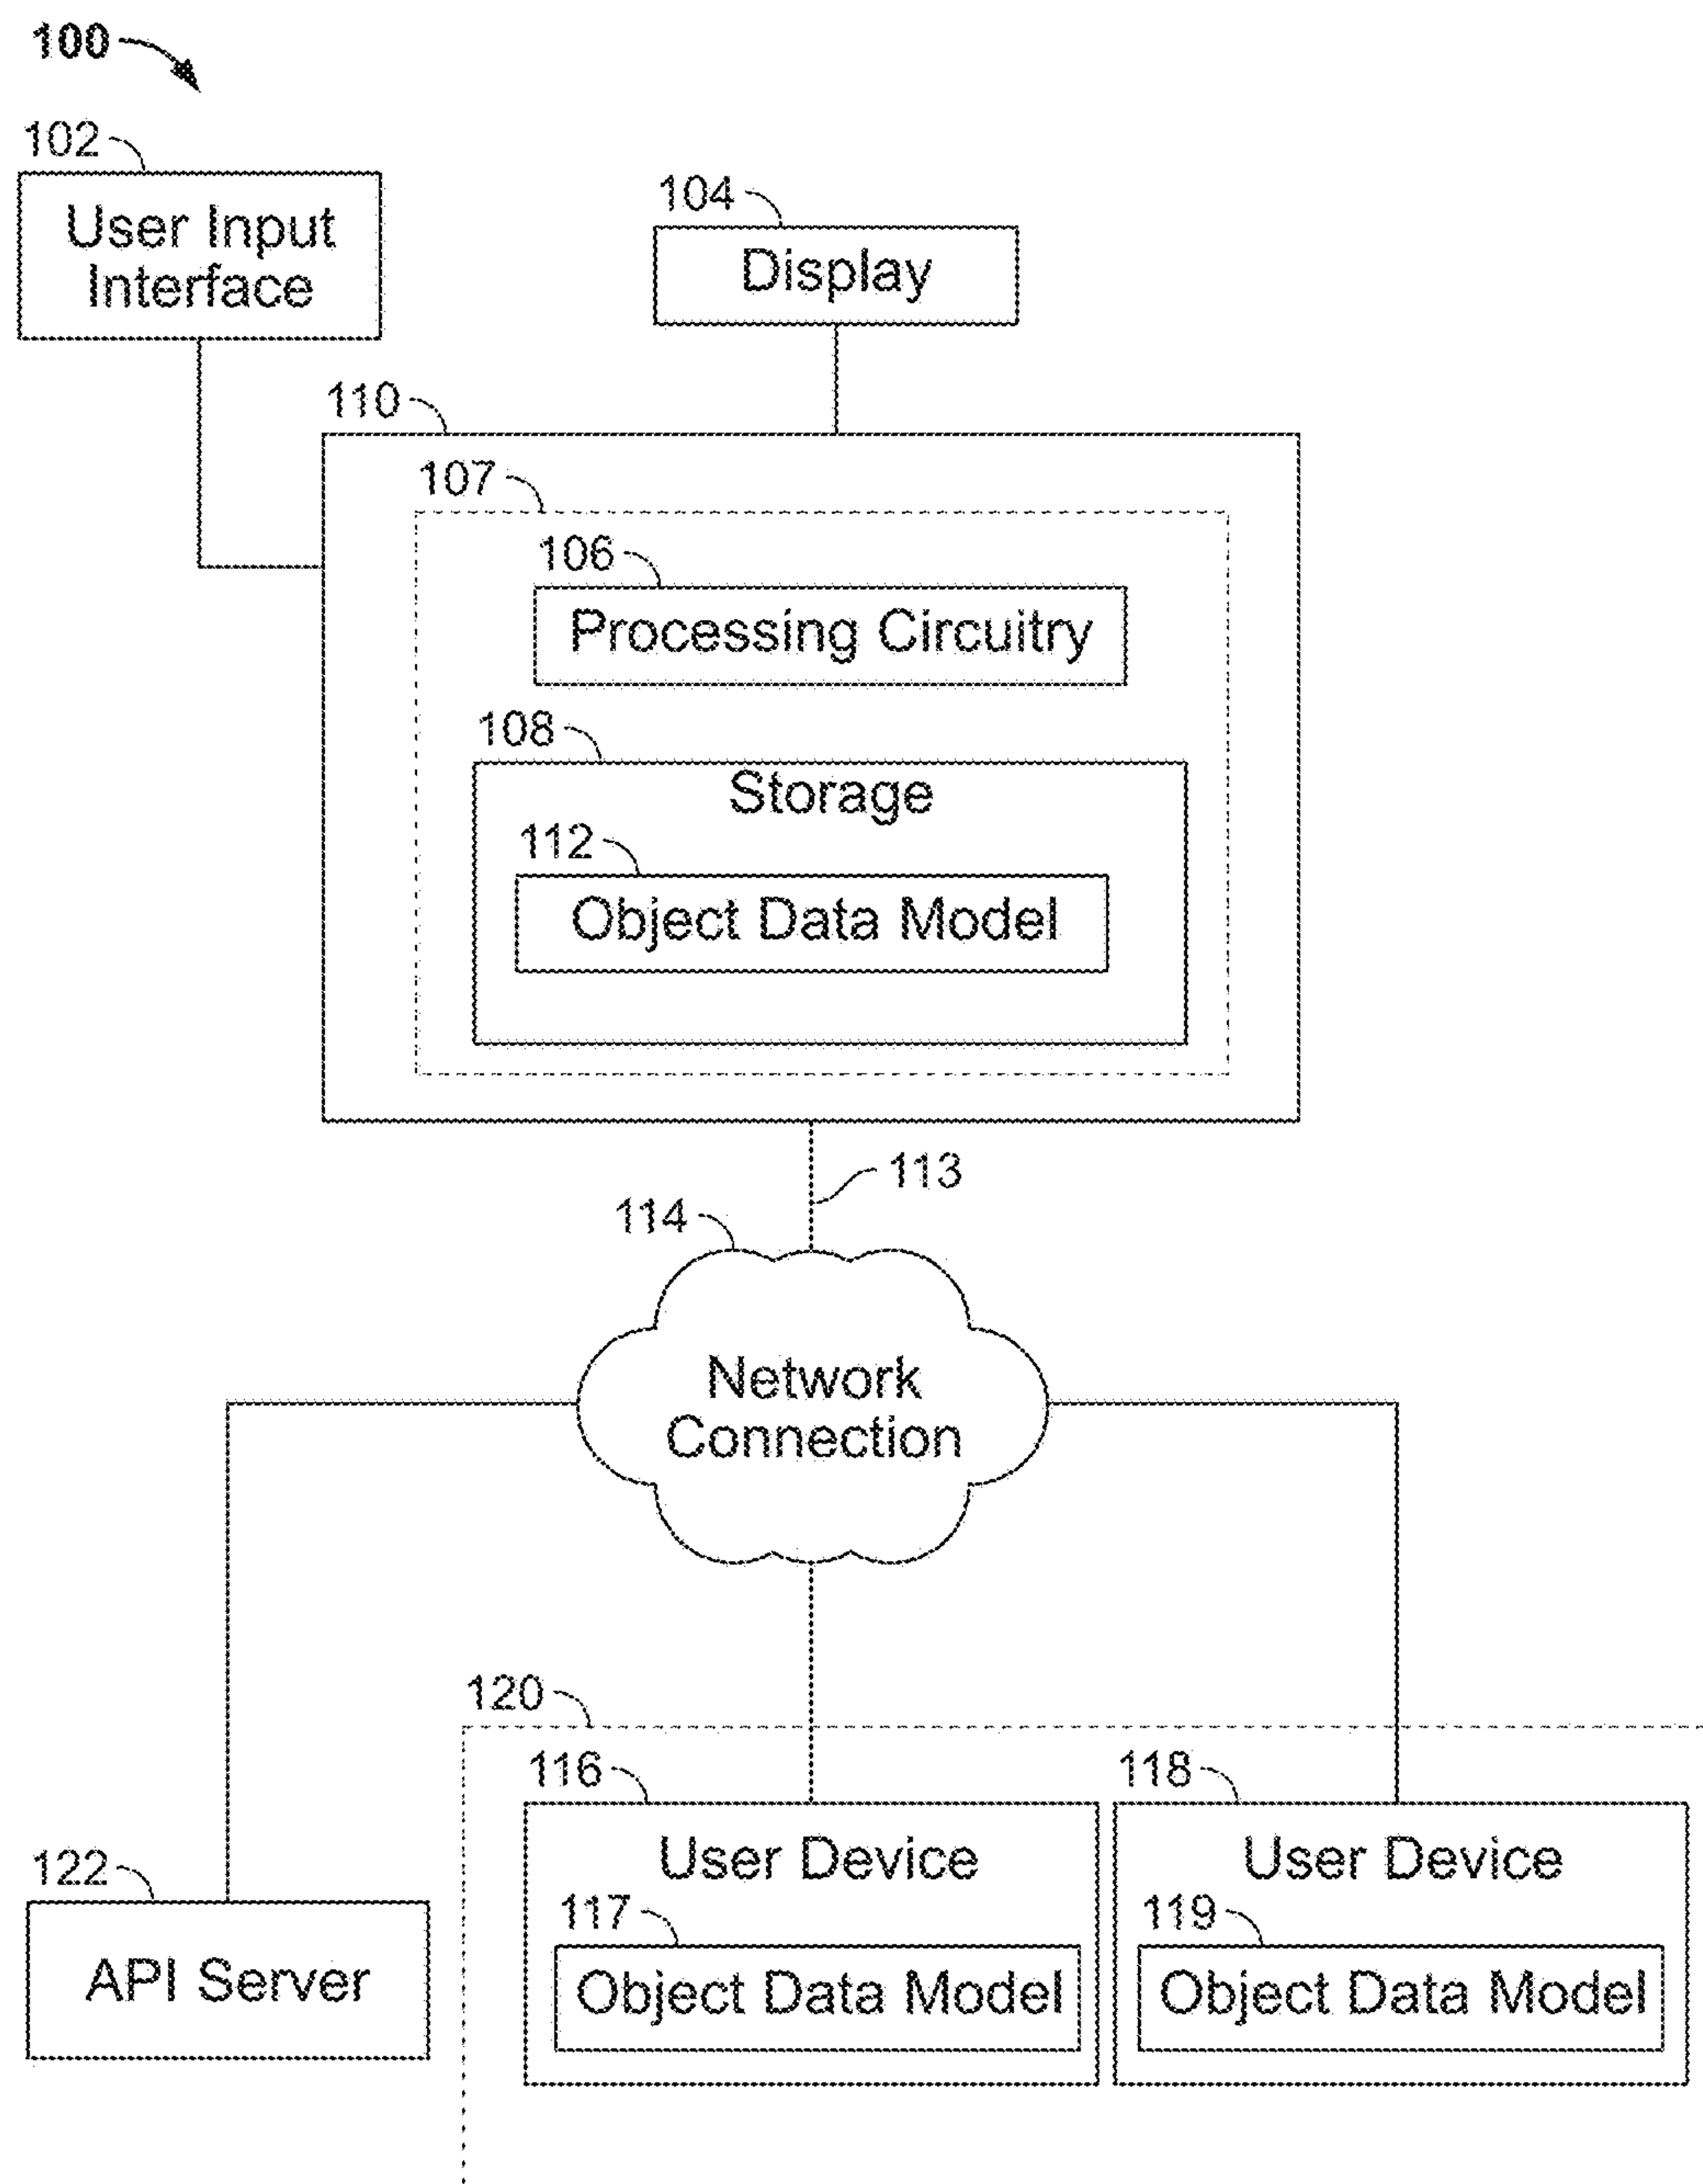 100
102
User Input
Interface
104
Display
110
107
106
Processing Circuitry
108
Storage
112
Object Data Model
113
114
Network
Connection
120
116
User Device
117
Object Data Model
118
User Device
119
Object Data Model
122
API Server